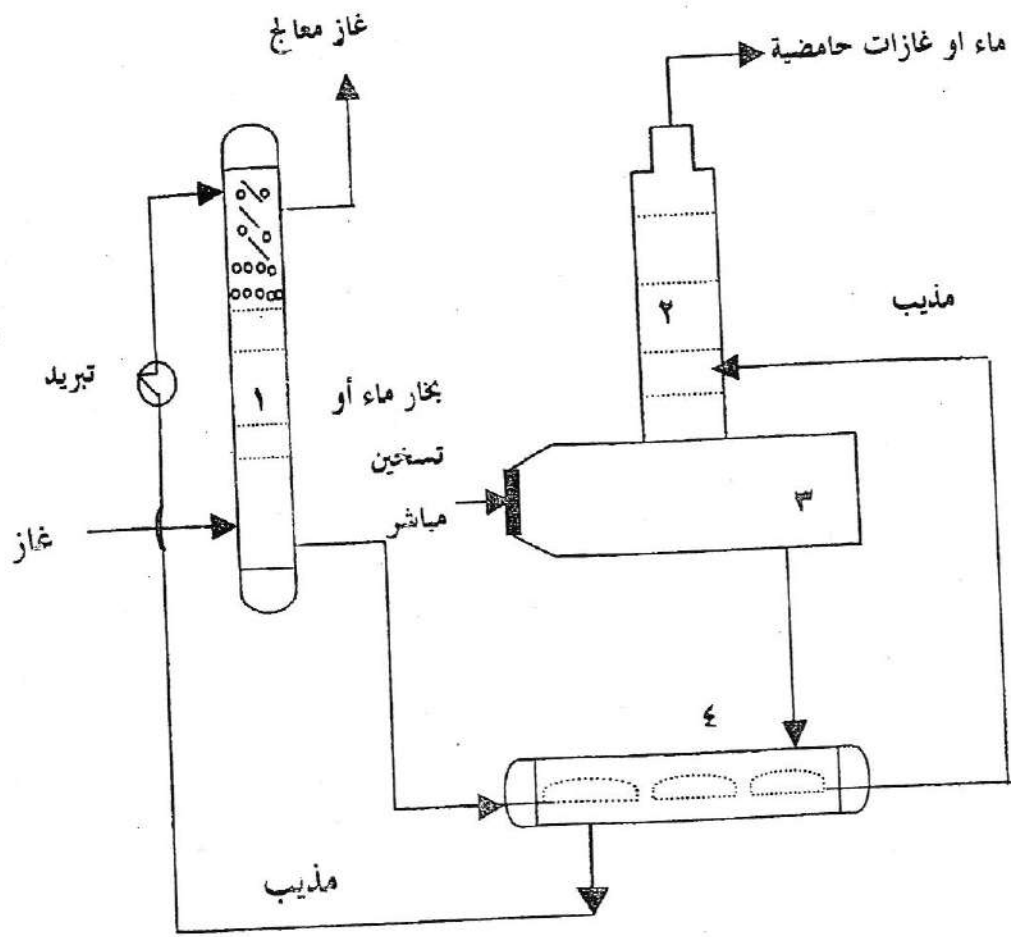 غاز معالج
ماء او غازات حامضية
مذيب
٢
تبريد
١
بخار ماء أو
تسخين
مباشر
٣
غاز
٤
مذيب